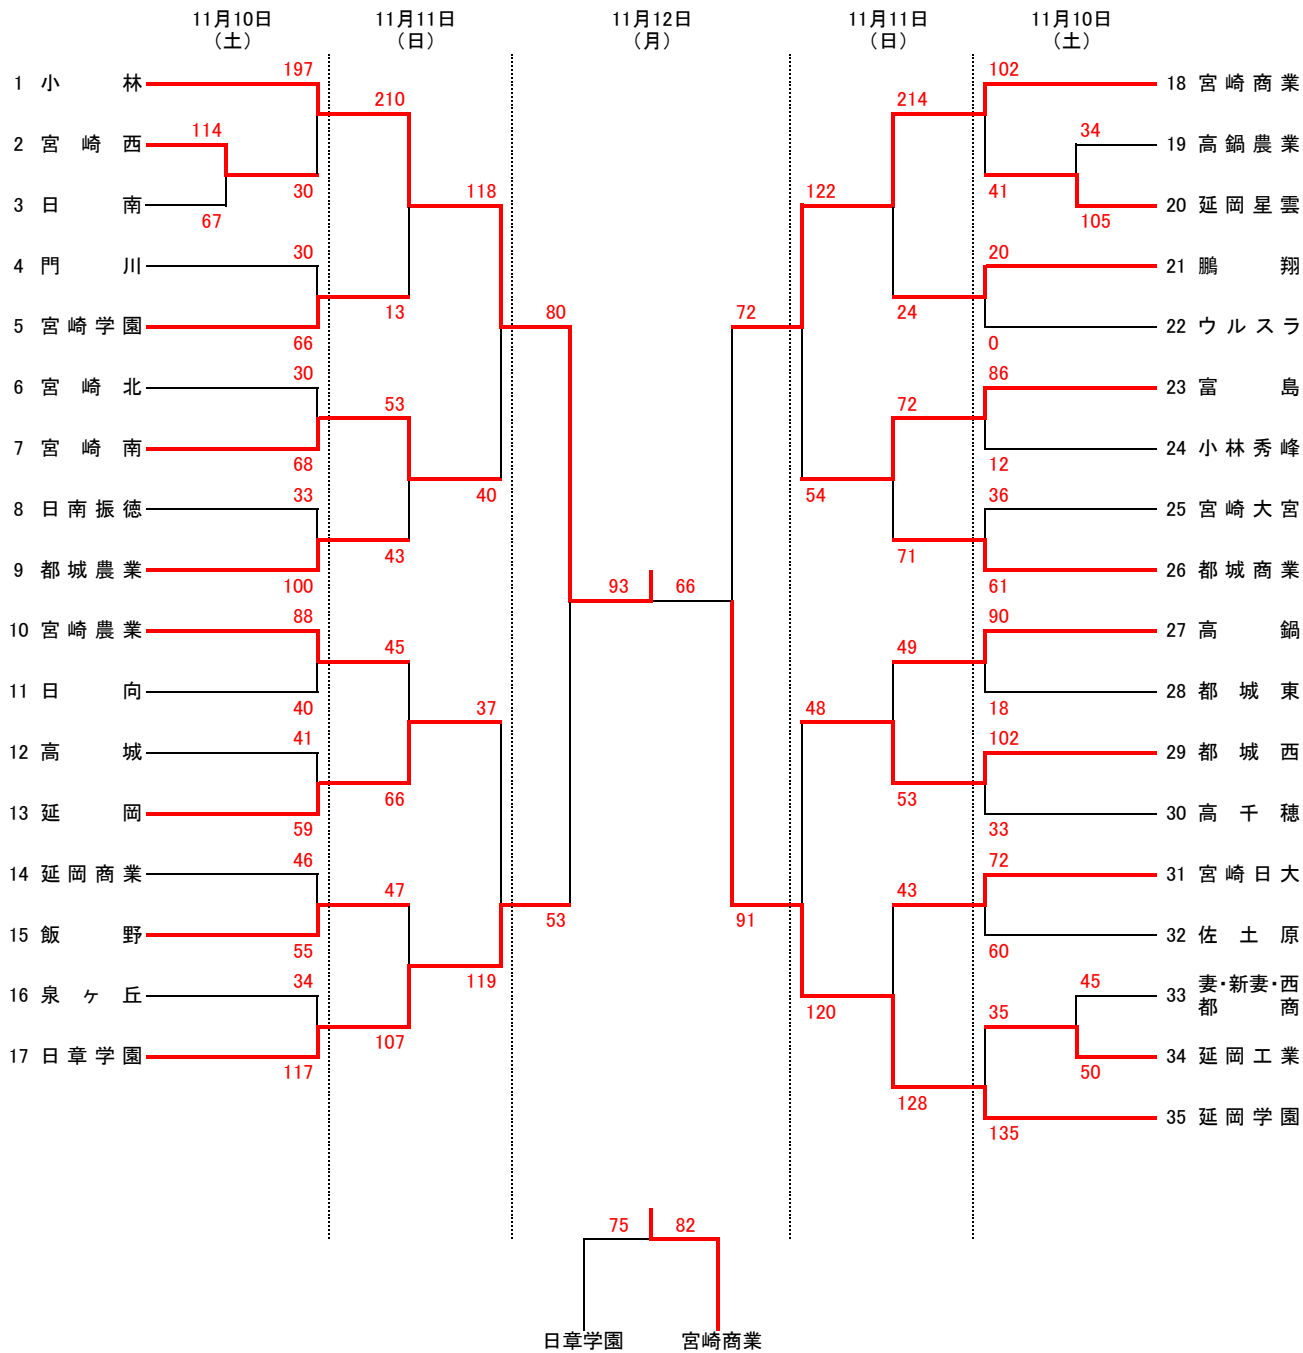 11月10日
（土）
11月11日
（日）
11月12日
（月）
11月11日
（日）
11月10日
（土）
1 小林
2 宮崎西
3 日南
4 門川
5 宮崎学園
6 宮崎北
7 宮崎南
8 日南振徳
9 都城農業
10 宮崎農業
11 日向
12 高城
13 延岡
14 延岡商業
15 飯野
16 泉ヶ丘
17 日章学園
197
114
30
67
30
66
30
68
33
100
88
40
41
59
46
55
34
117
210
13
53
43
45
66
47
107
118
40
37
119
80
53
93
66
72
91
122
54
48
120
214
24
72
71
49
53
43
128
102
34
41
105
20
0
86
12
36
61
90
18
102
33
72
60
45
35
50
135
18 宮崎商業
19 高鍋農業
20 延岡星雲
21 鵬翔
22 ウルスラ
23 富島
24 小林秀峰
25 宮崎大宮
26 都城商業
27 高鍋
28 都城東
29 都城西
30 高千穂
31 宮崎日大
32 佐土原
33 妻・新妻・西
都商
34 延岡工業
35 延岡学園
75
82
日章学園
宮崎商業